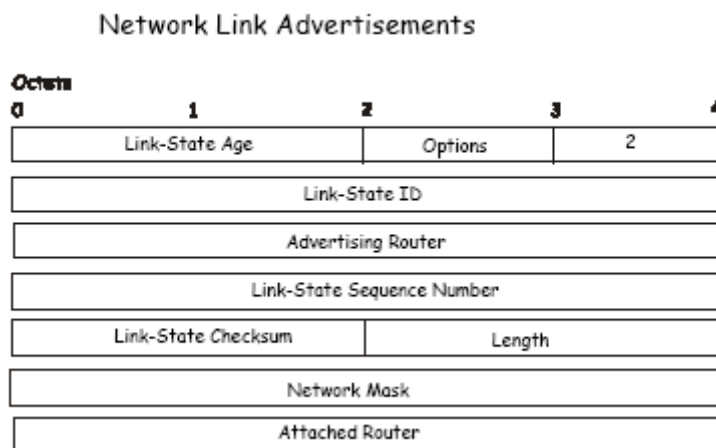 Network Link Advertisements
Octets
0 1 2 3 4
Link-State Age Options 2
Link-State ID
Advertising Router
Link-State Sequence Number
Link-State Checksum Length
Network Mask
Attached Router